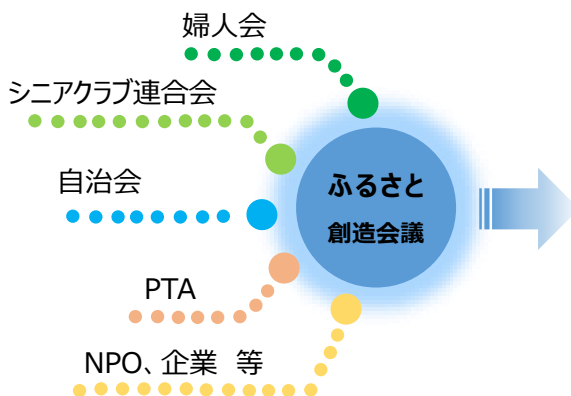 婦人会
シニアクラブ連合会
自治会
PTA
NPO、企業 等
ふるさと
創造会議